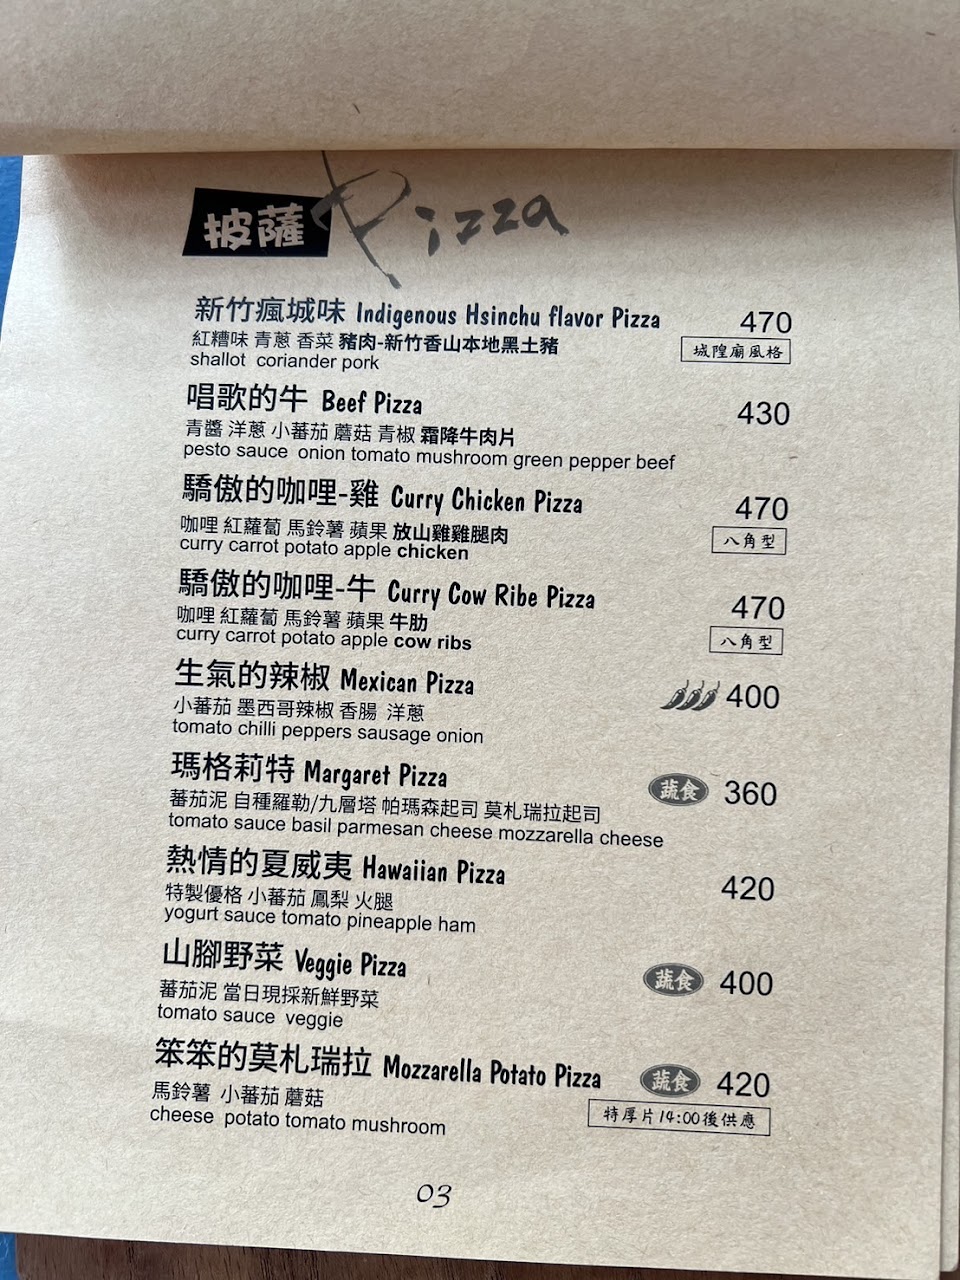 披薩 Pizza
新竹瘋城味 Indigenous Hsinchu flavor Pizza 470
紅糟味 青蔥 香菜 豬肉-新竹香山本地黑土豬 城隍廟風格
shallot coriander pork
唱歌的牛 Beef Pizza 430
青醬 洋蔥 小蕃茄 蘑菇 青椒 霜降牛肉片
pesto sauce onion tomato mushroom green pepper beef
驕傲的咖哩-雞 Curry Chicken Pizza 470
咖哩 紅蘿蔔 馬鈴薯 蘋果 放山雞雞腿肉 八角型
curry carrot potato apple chicken
驕傲的咖哩-牛 Curry Cow Ribe Pizza 470
咖哩 紅蘿蔔 馬鈴薯 蘋果 牛肋 八角型
curry carrot potato apple cow ribs
生氣的辣椒 Mexican Pizza 400
小蕃茄 墨西哥辣椒 香腸 洋蔥
tomato chilli peppers sausage onion
瑪格莉特 Margaret Pizza 蔬食 360
蕃茄泥 自種羅勒/九層塔 帕瑪森起司 莫札瑞拉起司
tomato sauce basil parmesan cheese mozzarella cheese
熱情的夏威夷 Hawaiian Pizza 420
特製優格 小蕃茄 鳳梨 火腿
yogurt sauce tomato pineapple ham
山腳野菜 Veggie Pizza 蔬食 400
蕃茄泥 當日現採新鮮野菜
tomato sauce veggie
笨笨的莫札瑞拉 Mozzarella Potato Pizza 蔬食 420
馬鈴薯 小蕃茄 蘑菇 特厚片14:00後供應
cheese potato tomato mushroom
03